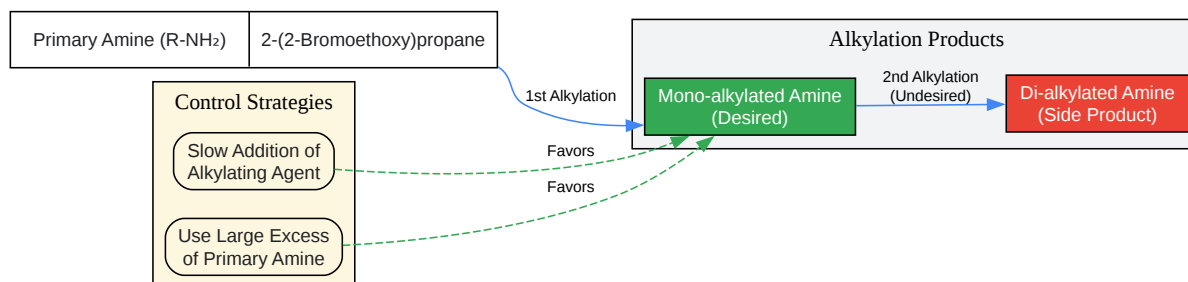 Primary Amine (R-NH₂)
2-(2-Bromoethoxy)propane
Control Strategies
Slow Addition of
Alkylating Agent
Use Large Excess
of Primary Amine
1st Alkylation
Favors
Favors
Alkylation Products
Mono-alkylated Amine
(Desired)
2nd Alkylation
(Undesired)
Di-alkylated Amine
(Side Product)